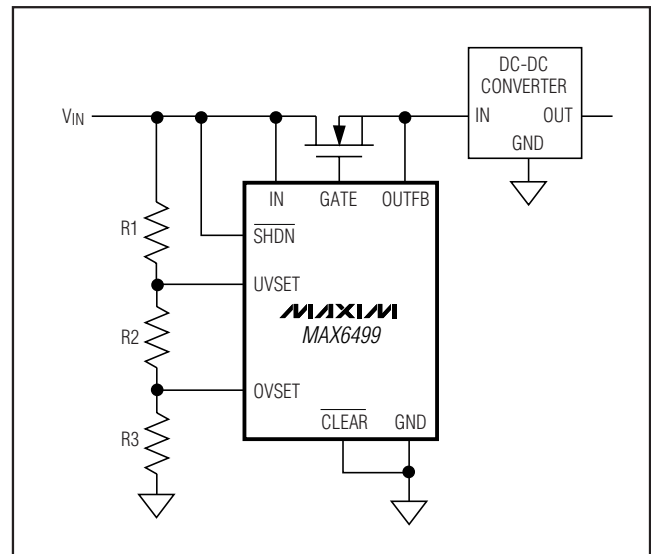 DC-DC
CONVERTER
VIN
IN OUT
GND
IN GATE OUTFB
SHDN
R1
UVSET
MAXIM
MAX6499
R2
OVSET
CLEAR GND
R3